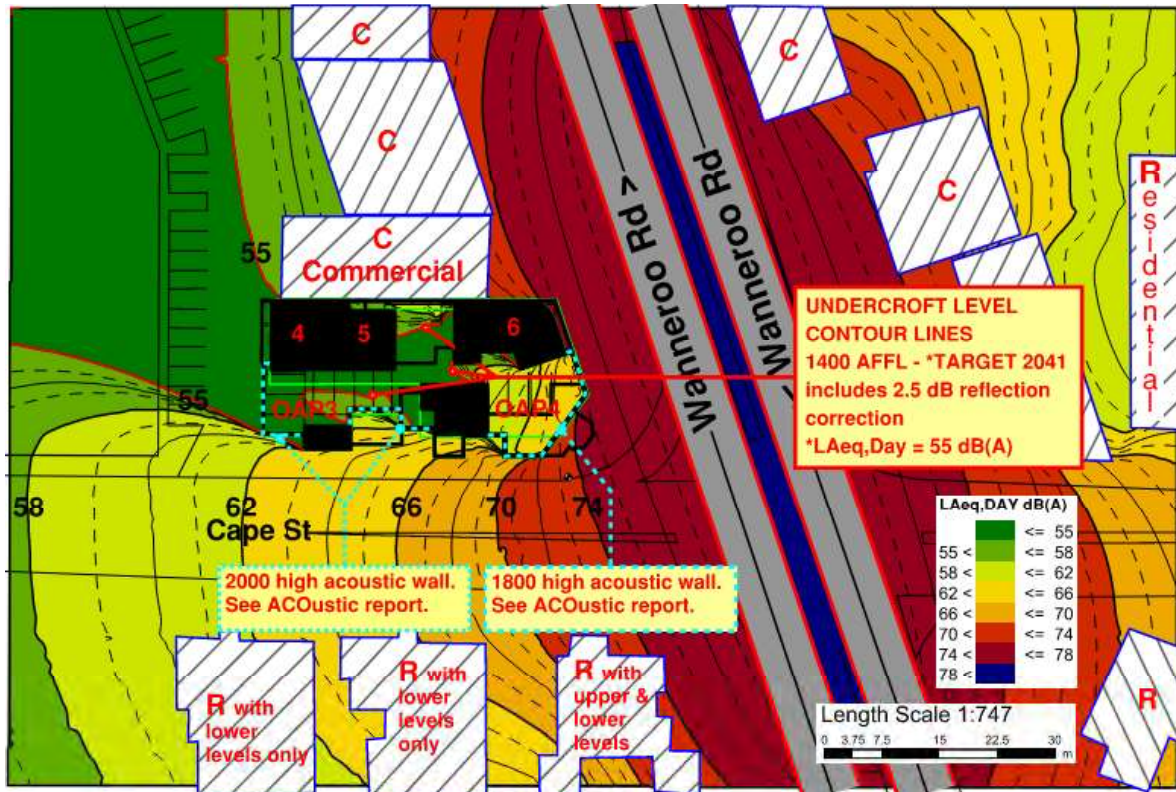 C
C
C
C
Commercial
C
Residential
55
55
4
5
6
OAP3
OAP4
Wanneroo Rd >
Wanneroo Rd
UNDERCROFT LEVEL
CONTOUR LINES
1400 AFFL - *TARGET 2041
includes 2.5 dB reflection
correction
*LAeq,Day = 55 dB(A)
58
62
66
70
74
Cape St
2000 high acoustic wall.
See ACOustic report.
1800 high acoustic wall.
See ACOustic report.
LAeq,DAY dB(A)
<= 55
55 < <= 58
58 < <= 62
62 < <= 66
66 < <= 70
70 < <= 74
74 < <= 78
78 <
R with
lower
levels only
R with
lower
levels
only
R with
upper &
lower
levels
R
Length Scale 1:747
0 3.75 7.5 15 22.5 30
m